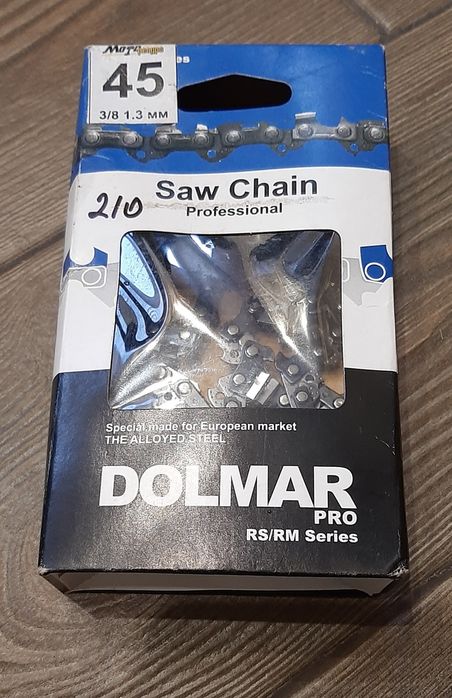 45
3/8 1.3 мм
Saw Chain
Professional
210
Special made for European market
THE ALLOYED STEEL
DOLMAR
PRO
RS/RM Series